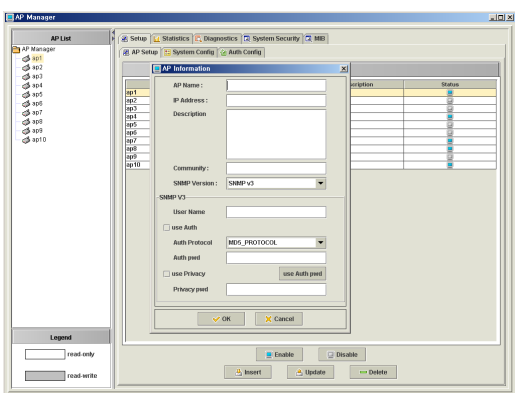 AP Manager
AP List
AP Manager
ap1
ap2
ap3
ap4
ap5
ap6
ap7
ap8
ap9
ap10
Legend
read-only
read-write
Setup Statistics Diagnostics System Security MIB
AP Setup System Config Auth Config
scription Status
ap1
ap2
ap3
ap4
ap5
ap6
ap7
ap8
ap9
ap10
AP Information
AP Name :
IP Address :
Description
Community :
SNMP Version : SNMP v3
SNMP V3
User Name
use Auth
Auth Protocol MD5_PROTOCOL
Auth pwd
use Privacy use Auth pwd
Privacy pwd
OK Cancel
Enable Disable
Insert Update Delete